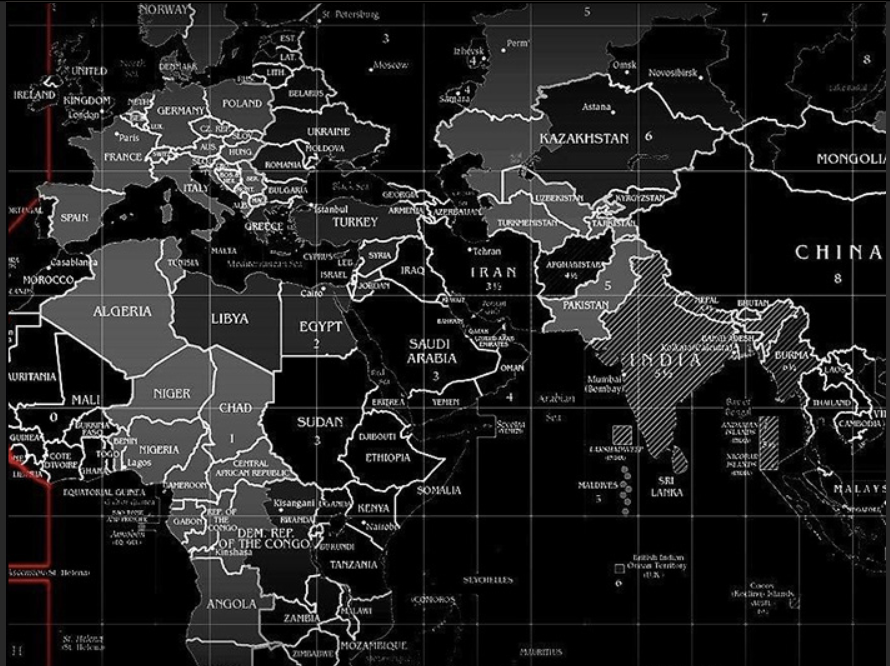 NORWAY
5
7
St. Petersburg
EST.
3
LAT.
Izhevsk
4
Perm'
8
UNITED
KINGDOM
DENMARK
LITH.
Moscow
Omsk
Novosibirsk
IRELAND
London
NETH.
GERMANY
POLAND
BELARUS
4
Samara
Astana
LUX.
Paris
CZ. REP.
UKRAINE
KAZAKHSTAN
6
FRANCE
AUS.
HUNG.
MOLDOVA
MONGOLIA
ROMANIA
ITALY
BULGARIA
Black Sea
GEORGIA
UZBEKISTAN
KYRGYZSTAN
SPAIN
Istanbul
ARMENIA
AZERBAIJAN
TURKMENISTAN
TAJIKISTAN
GREECE
TURKEY
CHINA
8
Casablanca
MOROCCO
TUNISIA
MALTA
Mediterranean Sea
CYPRUS
LEB.
SYRIA
ISRAEL
IRAQ
Tehran
IRAN
3 ½
AFGHANISTAN
4 ½
5
Cairo
JORDAN
KUWAIT
PAKISTAN
NEPAL
BHUTAN
ALGERIA
LIBYA
EGYPT
2
BAHRAIN
QATAR
UNITED ARAB
EMIRATES
4
BANGLADESH
Kolkata(Calcutta)
SAUDI
ARABIA
3
OMAN
INDIA
5 ½
BURMA
6 ½
LAOS
MAURITANIA
MALI
NIGER
CHAD
Red
Sea
Mumbai
(Bombay)
0
SUDAN
3
ERITREA
YEMEN
4
Arabian
Sea
Bay of
Bengal
THAILAND
BURKINA
FASO
1
Socotra
(YEMEN)
ANDAMAN
ISLANDS
(INDIA)
CAMBODIA
GUINEA
BENIN
NIGERIA
DJIBOUTI
LAKSHADWEEP
(INDIA)
NICOBAR
ISLANDS
(INDIA)
COTE
D'IVOIRE
TOGO
Lagos
ETHIOPIA
GHANA
CENTRAL
AFRICAN REPUBLIC
SRI
LANKA
CAMEROON
MALDIVES
5
EQUATORIAL GUINEA
SOMALIA
Kisangani
UGANDA
KENYA
GABON
REP. OF
THE
CONGO
RWANDA
Nairobi
DEM. REP.
OF THE CONGO
BURUNDI
Kinshasa
TANZANIA
British Indian
Ocean Territory
(U.K.)
6
SEYCHELLES
ANGOLA
COMOROS
Cocos
(Keeling) Islands
ZAMBIA
MALAWI
St. Helena
(St. Helena)
MOZAMBIQUE
ZIMBABWE
MAURITIUS